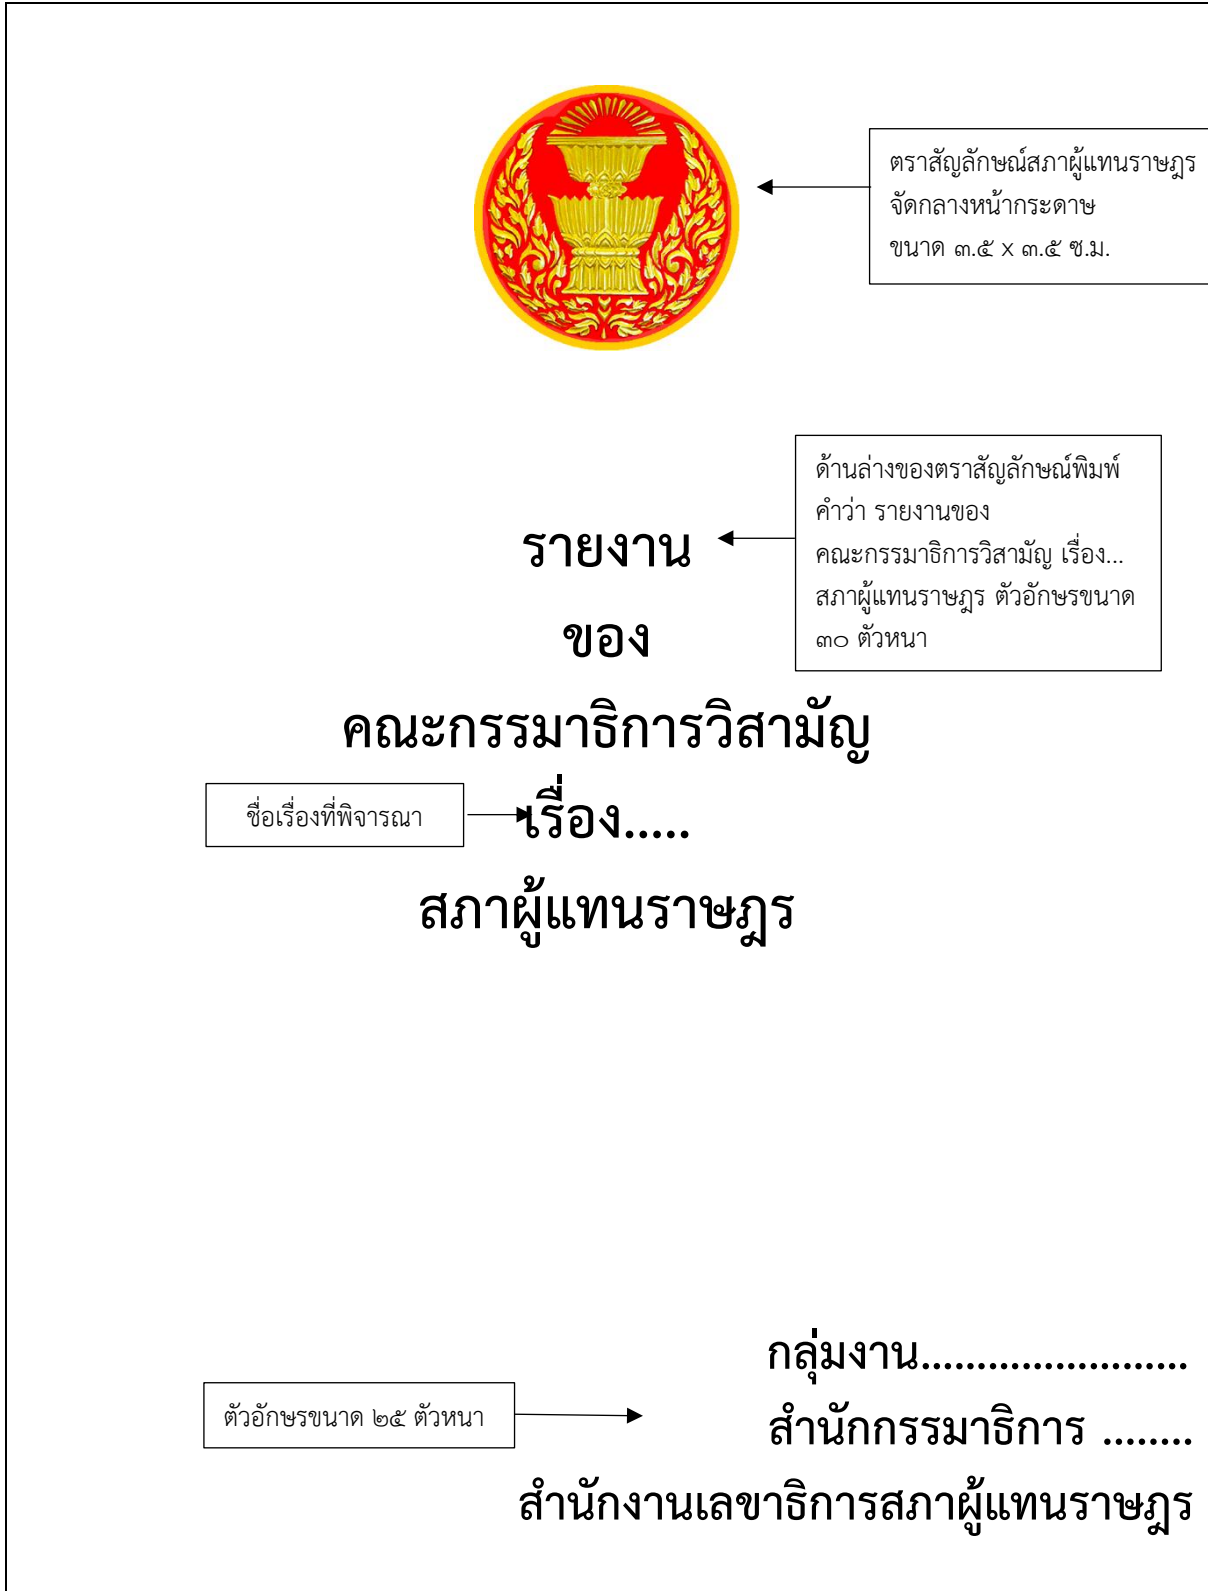 ตราสัญลักษณ์สภาผู้แทนราษฎร
จัดกลางหน้ากระดาษ
ขนาด ๓.๕ x ๓.๕ ซ.ม.
ด้านล่างของตราสัญลักษณ์พิมพ์
คำว่า รายงานของ
คณะกรรมาธิการวิสามัญ เรื่อง...
สภาผู้แทนราษฎร ตัวอักษรขนาด
๓๐ ตัวหนา
รายงาน
ของ
คณะกรรมาธิการวิสามัญ
ชื่อเรื่องที่พิจารณา
เรื่อง.....
สภาผู้แทนราษฎร
กลุ่มงาน........................
ตัวอักษรขนาด ๒๕ ตัวหนา
สำนักกรรมาธิการ ........
สำนักงานเลขาธิการสภาผู้แทนราษฎร